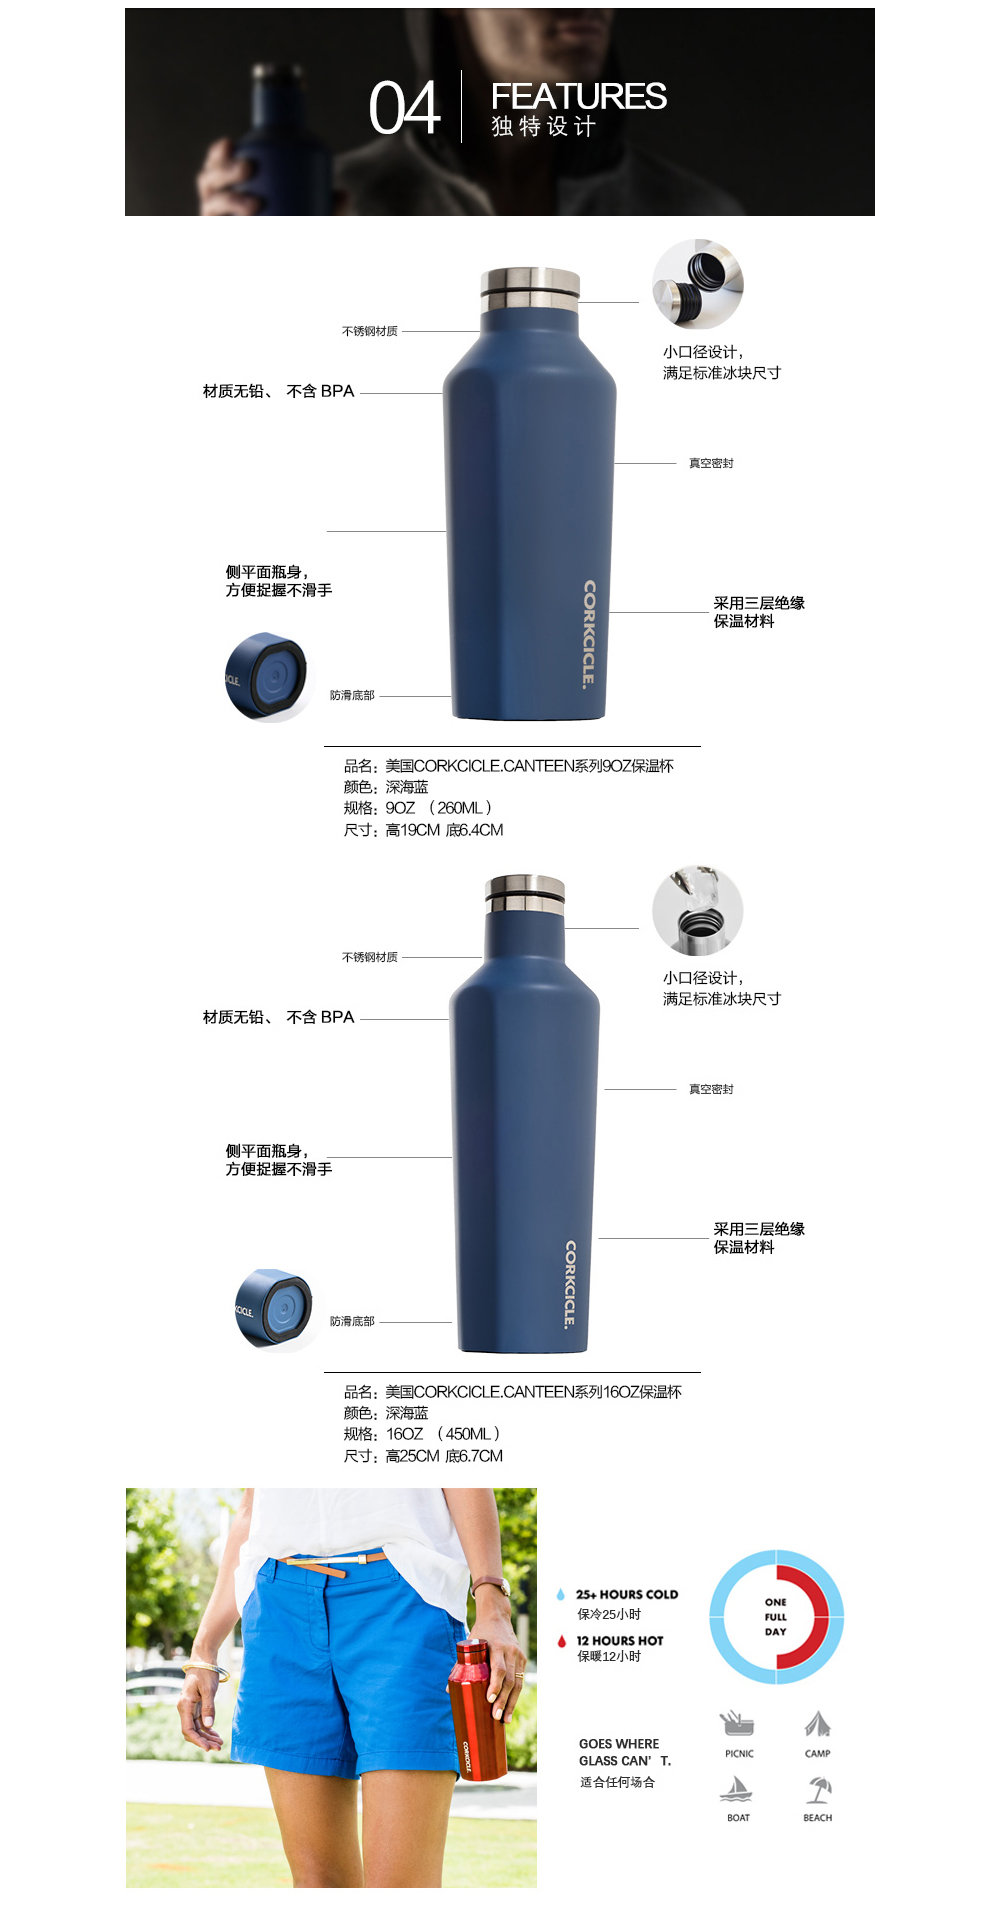 04
FEATURES
独特设计
不锈钢材质
小口径设计，
满足标准冰块尺寸
材质无铅、 不含 BPA
真空密封
侧平面瓶身，
方便捉握不滑手
CORKCICLE.
采用三层绝缘
保温材料
ICLE.
防滑底部
品名：美国CORKCICLE.CANTEEN系列9OZ保温杯
颜色：深海蓝
规格：9OZ （260ML）
尺寸：高19CM 底6.4CM
不锈钢材质
小口径设计，
满足标准冰块尺寸
材质无铅、 不含 BPA
真空密封
侧平面瓶身，
方便捉握不滑手
采用三层绝缘
保温材料
CORKCICLE.
KCICLE.
防滑底部
品名：美国CORKCICLE.CANTEEN系列16OZ保温杯
颜色：深海蓝
规格：16OZ （450ML）
尺寸：高25CM 底6.7CM
CORKCICLE.
25+ HOURS COLD
保冷25小时
12 HOURS HOT
保暖12小时
ONE
FULL
DAY
GOES WHERE
GLASS CAN'T.
适合任何场合
PICNIC
CAMP
BOAT
BEACH